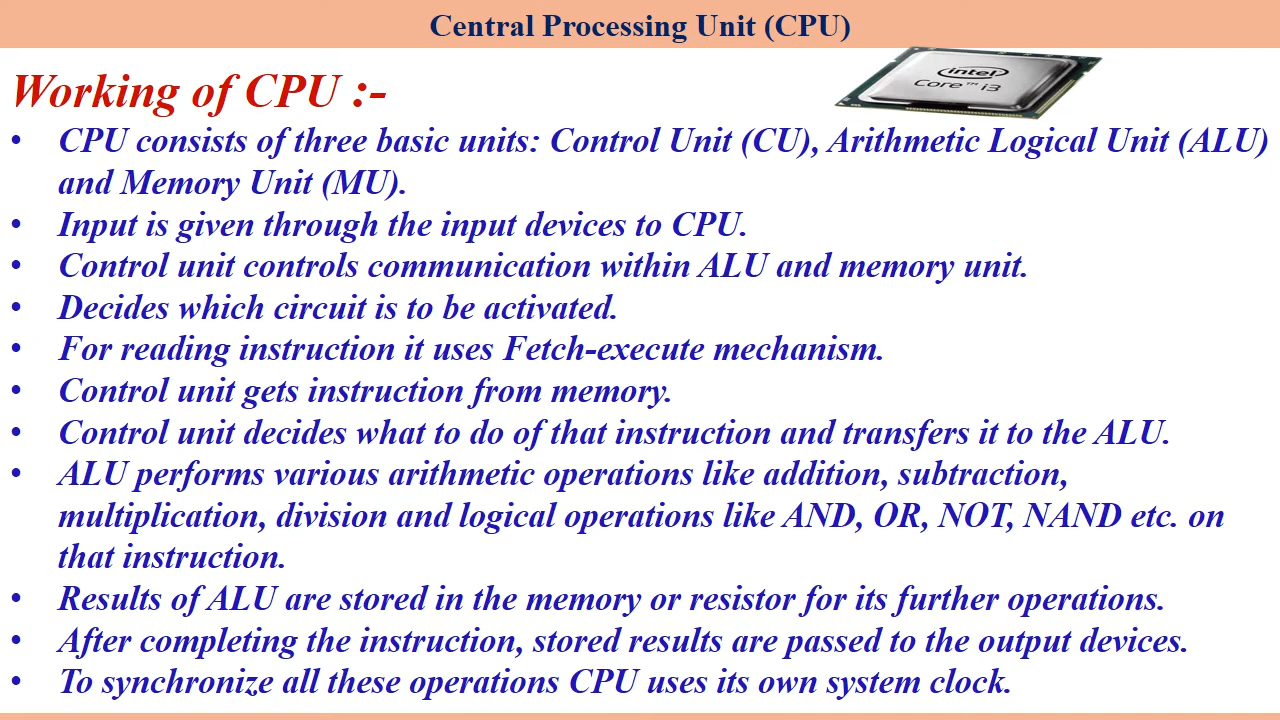 Central Processing Unit (CPU)
Working of CPU :-
intel
Core™ i3
• CPU consists of three basic units: Control Unit (CU), Arithmetic Logical Unit (ALU)
and Memory Unit (MU).
• Input is given through the input devices to CPU.
• Control unit controls communication within ALU and memory unit.
• Decides which circuit is to be activated.
• For reading instruction it uses Fetch-execute mechanism.
• Control unit gets instruction from memory.
• Control unit decides what to do of that instruction and transfers it to the ALU.
• ALU performs various arithmetic operations like addition, subtraction,
multiplication, division and logical operations like AND, OR, NOT, NAND etc. on
that instruction.
• Results of ALU are stored in the memory or resistor for its further operations.
• After completing the instruction, stored results are passed to the output devices.
• To synchronize all these operations CPU uses its own system clock.